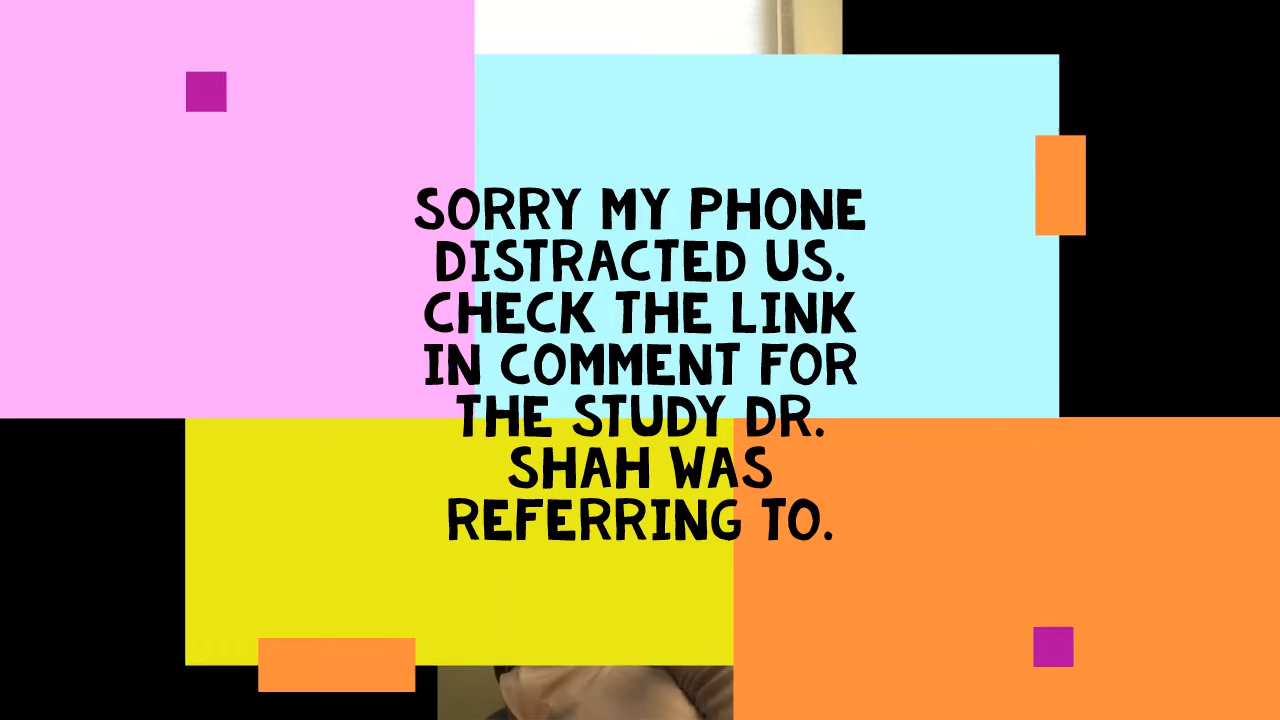 SORRY MY PHONE
DISTRACTED US.
CHECK THE LINK
IN COMMENT FOR
THE STUDY DR.
SHAH WAS
REFERRING TO.